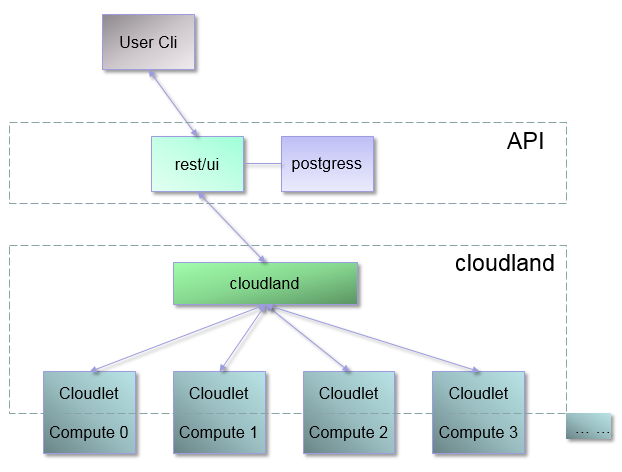 User Cli
API
rest/ui
postgress
cloudland
cloudland
Cloudlet
Compute 0
Cloudlet
Compute 1
Cloudlet
Compute 2
Cloudlet
Compute 3
... ...